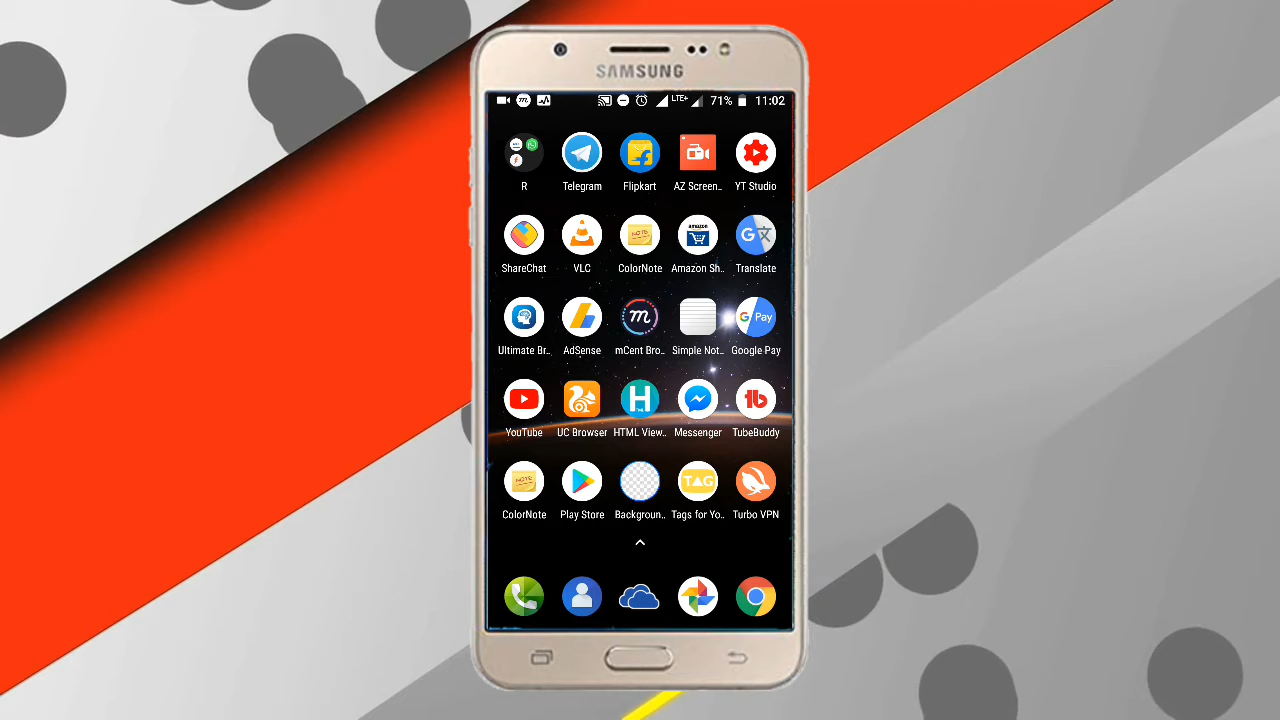 SAMSUNG
LTE+ 71% 11:02
R Telegram Flipkart AZ Screen.. YT Studio
ShareChat VLC ColorNote Amazon Sh.. Translate
Ultimate Br.. AdSense mCent Bro.. Simple Not.. Google Pay
YouTube UC Browser HTML View.. Messenger TubeBuddy
ColorNote Play Store Backgroun.. Tags for Yo.. Turbo VPN